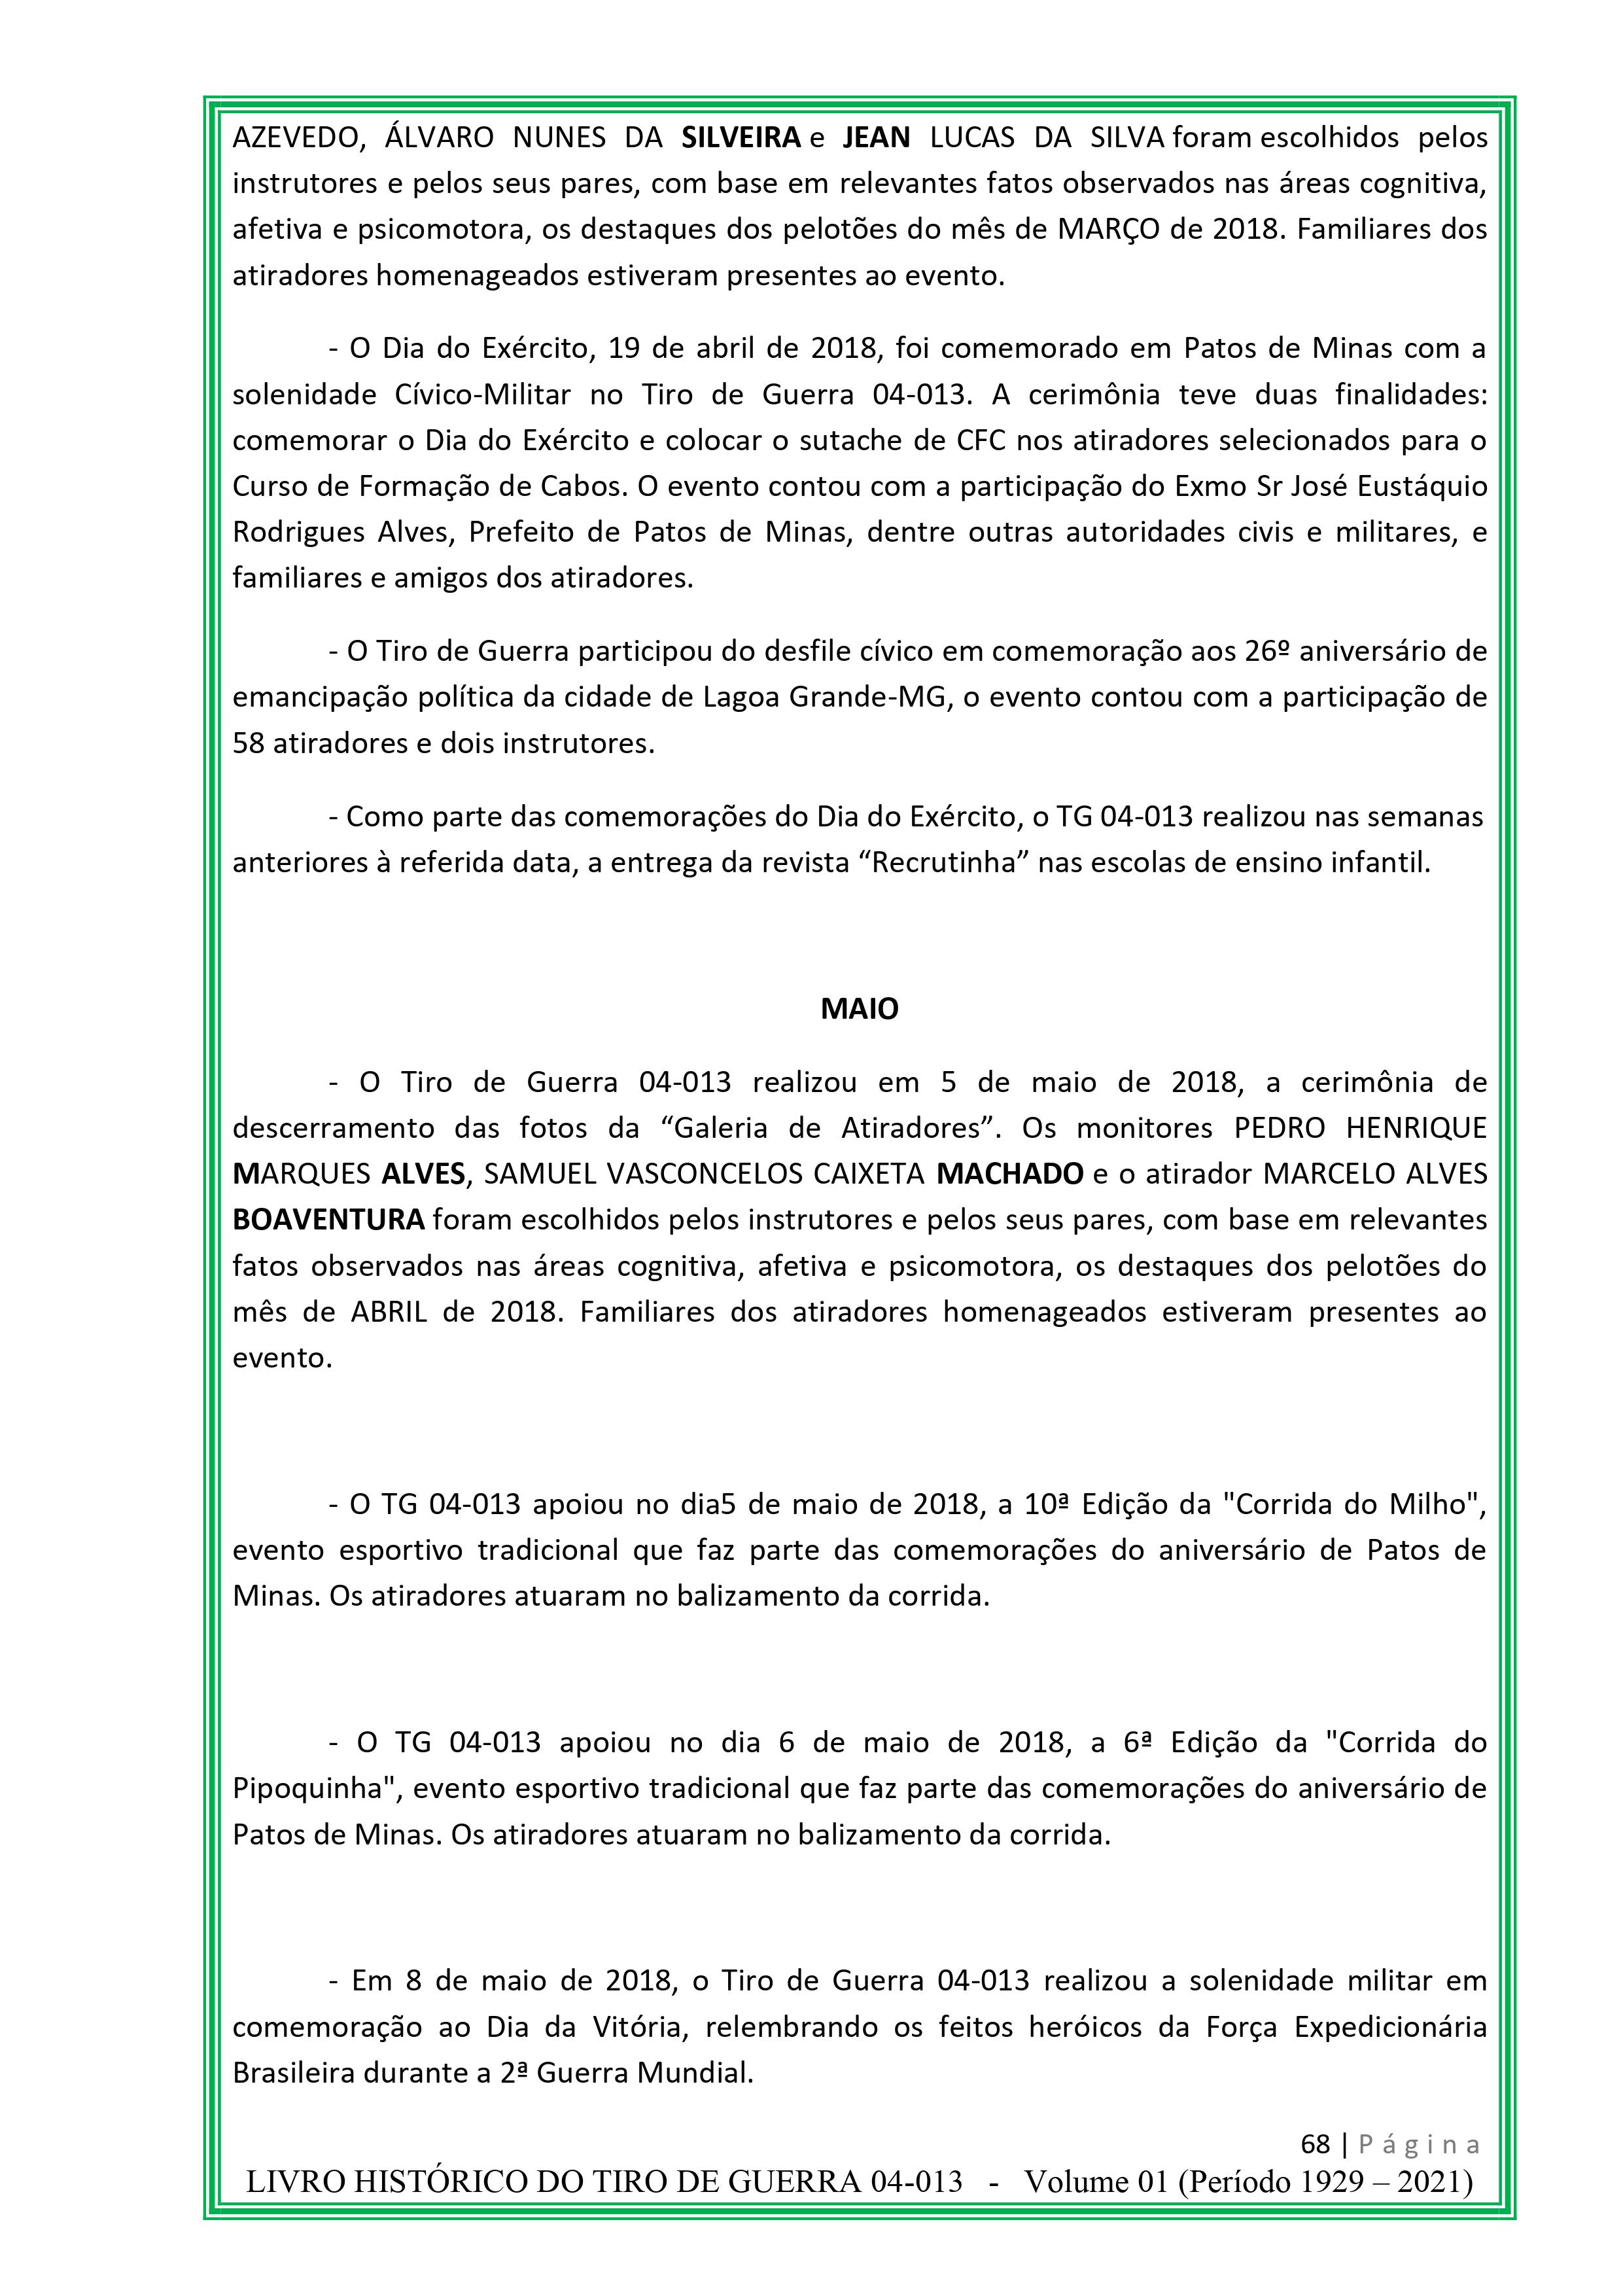 AZEVEDO, ÁLVARO NUNES DA SILVEIRA e JEAN LUCAS DA SILVA foram escolhidos pelos
instrutores e pelos seus pares, com base em relevantes fatos observados nas áreas cognitiva,
afetiva e psicomotora, os destaques dos pelotões do mês de MARÇO de 2018. Familiares dos
atiradores homenageados estiveram presentes ao evento.
- O Dia do Exército, 19 de abril de 2018, foi comemorado em Patos de Minas com a
solenidade Cívico-Militar no Tiro de Guerra 04-013. A cerimônia teve duas finalidades:
comemorar o Dia do Exército e colocar o sutache de CFC nos atiradores selecionados para o
Curso de Formação de Cabos. O evento contou com a participação do Exmo Sr José Eustáquio
Rodrigues Alves, Prefeito de Patos de Minas, dentre outras autoridades civis e militares, e
familiares e amigos dos atiradores.
- O Tiro de Guerra participou do desfile cívico em comemoração aos 26º aniversário de
emancipação política da cidade de Lagoa Grande-MG, o evento contou com a participação de
58 atiradores e dois instrutores.
- Como parte das comemorações do Dia do Exército, o TG 04-013 realizou nas semanas
anteriores à referida data, a entrega da revista “Recrutinha” nas escolas de ensino infantil.
MAIO
- O Tiro de Guerra 04-013 realizou em 5 de maio de 2018, a cerimônia de
descerramento das fotos da “Galeria de Atiradores”. Os monitores PEDRO HENRIQUE
MARQUES ALVES, SAMUEL VASCONCELOS CAIXETA MACHADO e o atirador MARCELO ALVES
BOAVENTURA foram escolhidos pelos instrutores e pelos seus pares, com base em relevantes
fatos observados nas áreas cognitiva, afetiva e psicomotora, os destaques dos pelotões do
mês de ABRIL de 2018. Familiares dos atiradores homenageados estiveram presentes ao
evento.
- O TG 04-013 apoiou no dia5 de maio de 2018, a 10ª Edição da "Corrida do Milho",
evento esportivo tradicional que faz parte das comemorações do aniversário de Patos de
Minas. Os atiradores atuaram no balizamento da corrida.
- O TG 04-013 apoiou no dia 6 de maio de 2018, a 6ª Edição da "Corrida do
Pipoquinha", evento esportivo tradicional que faz parte das comemorações do aniversário de
Patos de Minas. Os atiradores atuaram no balizamento da corrida.
- Em 8 de maio de 2018, o Tiro de Guerra 04-013 realizou a solenidade militar em
comemoração ao Dia da Vitória, relembrando os feitos heróicos da Força Expedicionária
Brasileira durante a 2ª Guerra Mundial.
68 | Página
LIVRO HISTÓRICO DO TIRO DE GUERRA 04-013 - Volume 01 (Período 1929 – 2021)